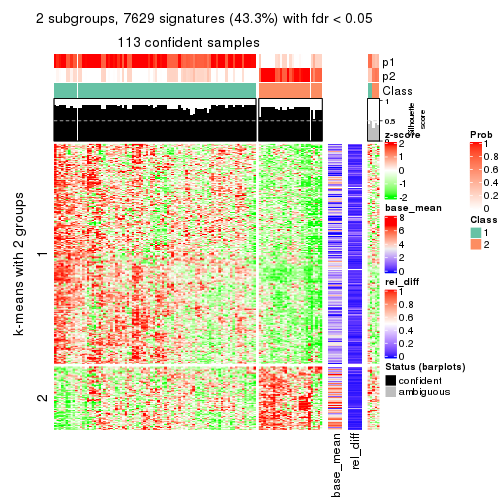 2 subgroups, 7629 signatures (43.3%) with fdr < 0.05
113 confident samples
p1
p2
Class
1
0.5
0
Silhouette
score
k-means with 2 groups
1
2
base_mean
rel_diff
z-score
2
1
0
-1
-2
base_mean
8
6
4
2
0
rel_diff
1
0.8
0.6
0.4
0.2
0
Status (barplots)
confident
ambiguous
Prob
1
0.8
0.6
0.4
0.2
0
Class
1
2